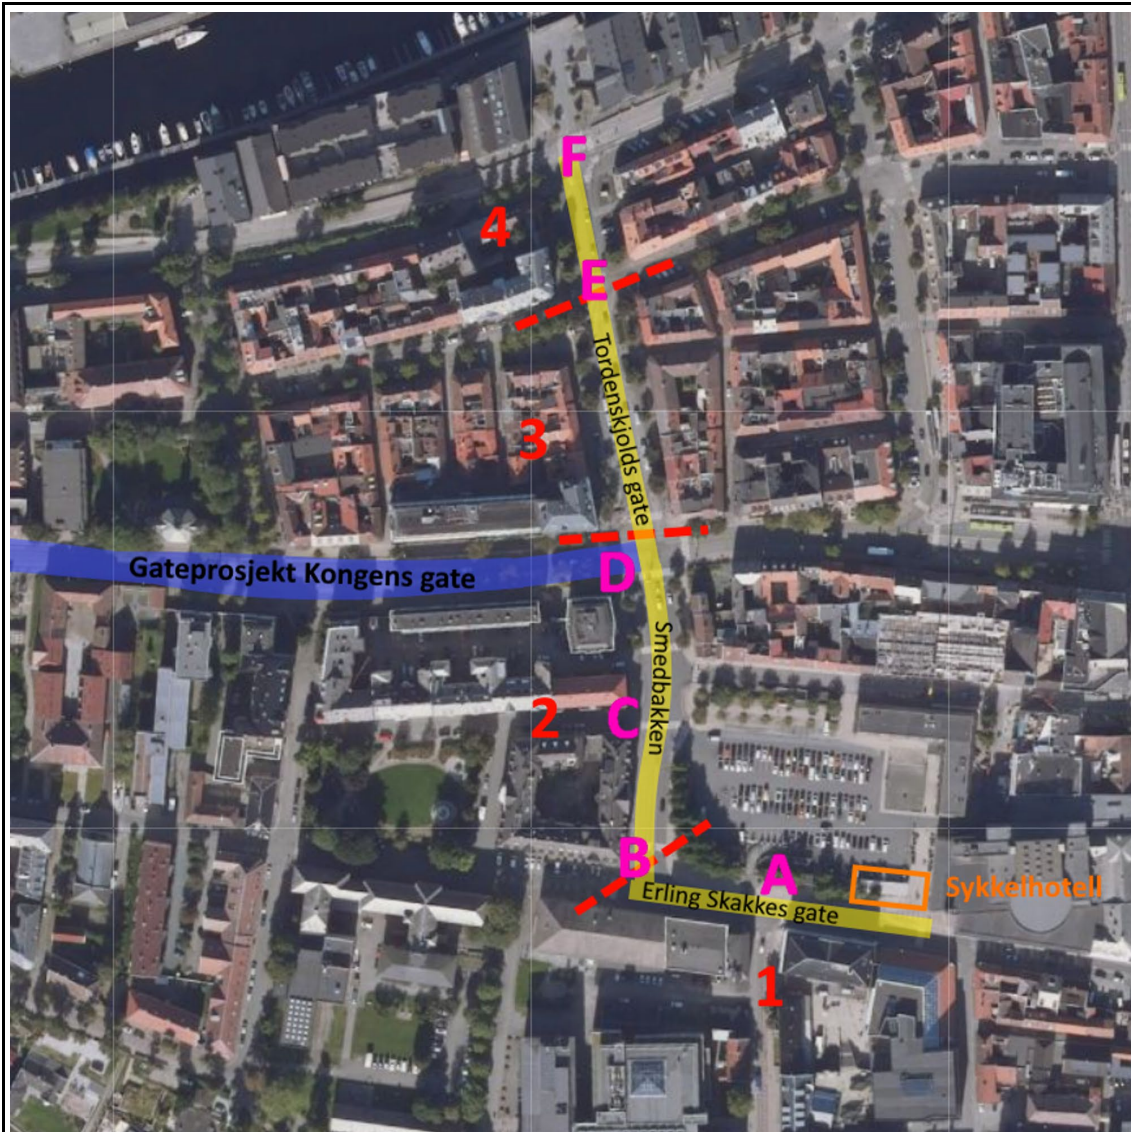 F
4
E
Tordenskjolds gate
3
Gateprosjekt Kongens gate
D
Smedbakken
2
C
B
A
Sykkelhotell
Erling Skakkes gate
1